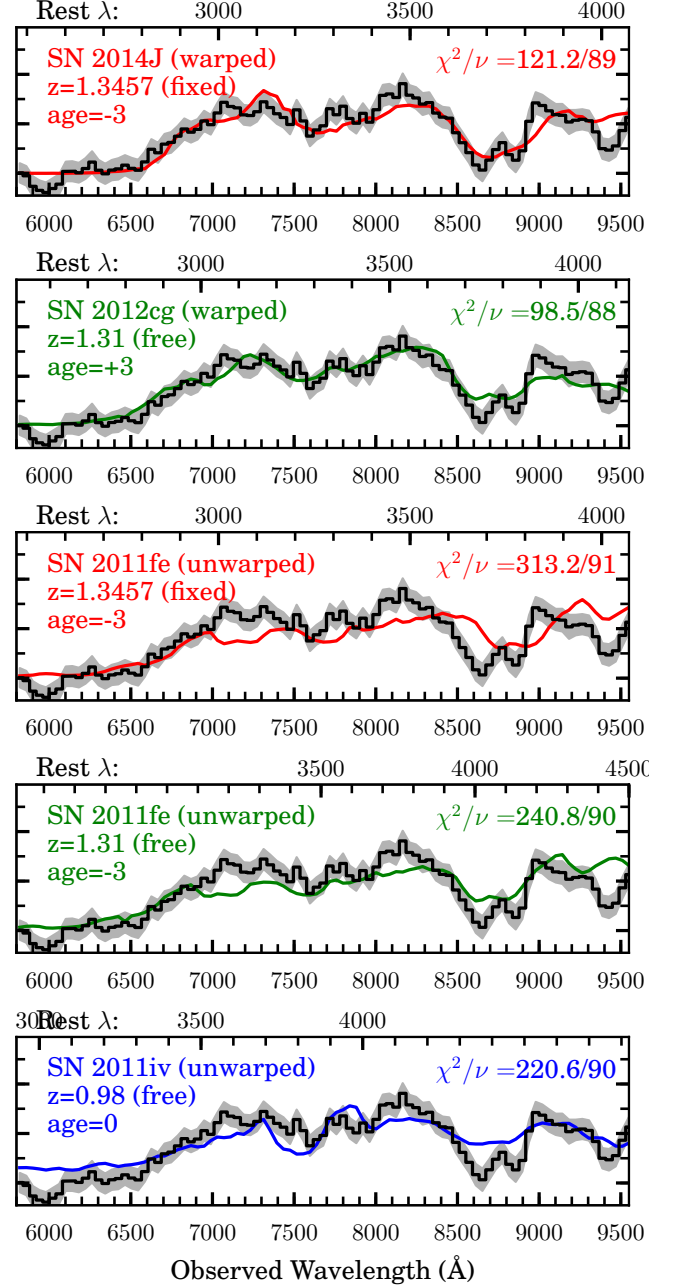 Rest λ: 3000 3500 4000
SN 2014J (warped) χ²/ν =121.2/89
z=1.3457 (fixed)
age=-3
6000 6500 7000 7500 8000 8500 9000 9500
Rest λ: 3000 3500 4000
SN 2012cg (warped) χ²/ν =98.5/88
z=1.31 (free)
age=+3
6000 6500 7000 7500 8000 8500 9000 9500
Rest λ: 3000 3500 4000
SN 2011fe (unwarped) χ²/ν =313.2/91
z=1.3457 (fixed)
age=-3
6000 6500 7000 7500 8000 8500 9000 9500
Rest λ: 3500 4000 4500
SN 2011fe (unwarped) χ²/ν =240.8/90
z=1.31 (free)
age=-3
6000 6500 7000 7500 8000 8500 9000 9500
3000 Rest λ: 3500 4000
SN 2011iv (unwarped) χ²/ν =220.6/90
z=0.98 (free)
age=0
6000 6500 7000 7500 8000 8500 9000 9500
Observed Wavelength (Å)